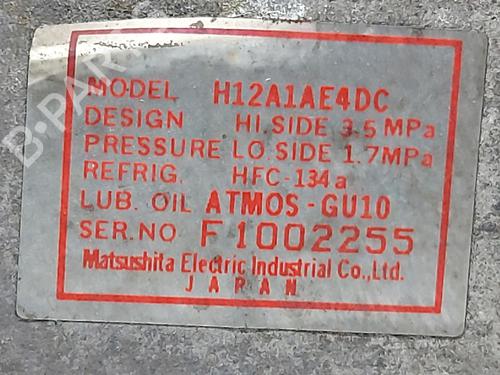 MODEL H12A1AE4DC
DESIGN HI.SIDE 3.5 MPa
PRESSURE LO.SIDE 1.7MPa
REFRIG. HFC-134a
LUB. OIL ATMOS-GU10
SER.NO F1002255
Matsushita Electric Industrial Co.,Ltd.
JAPAN
B-PARTS